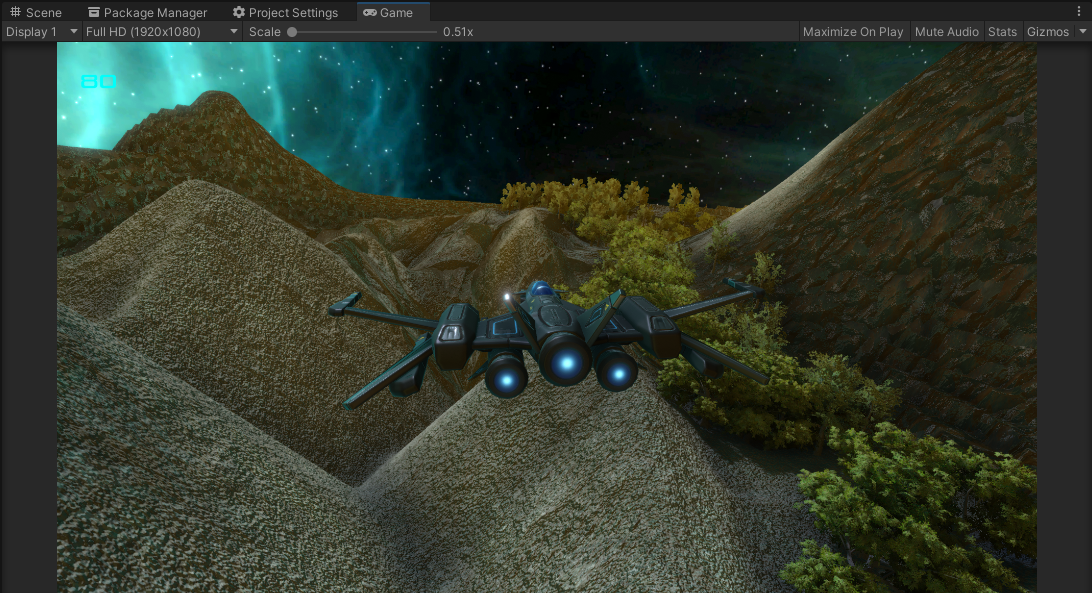 Scene Package Manager Project Settings Game
Display 1 Full HD (1920x1080) Scale 0.51x Maximize On Play Mute Audio Stats Gizmos
80